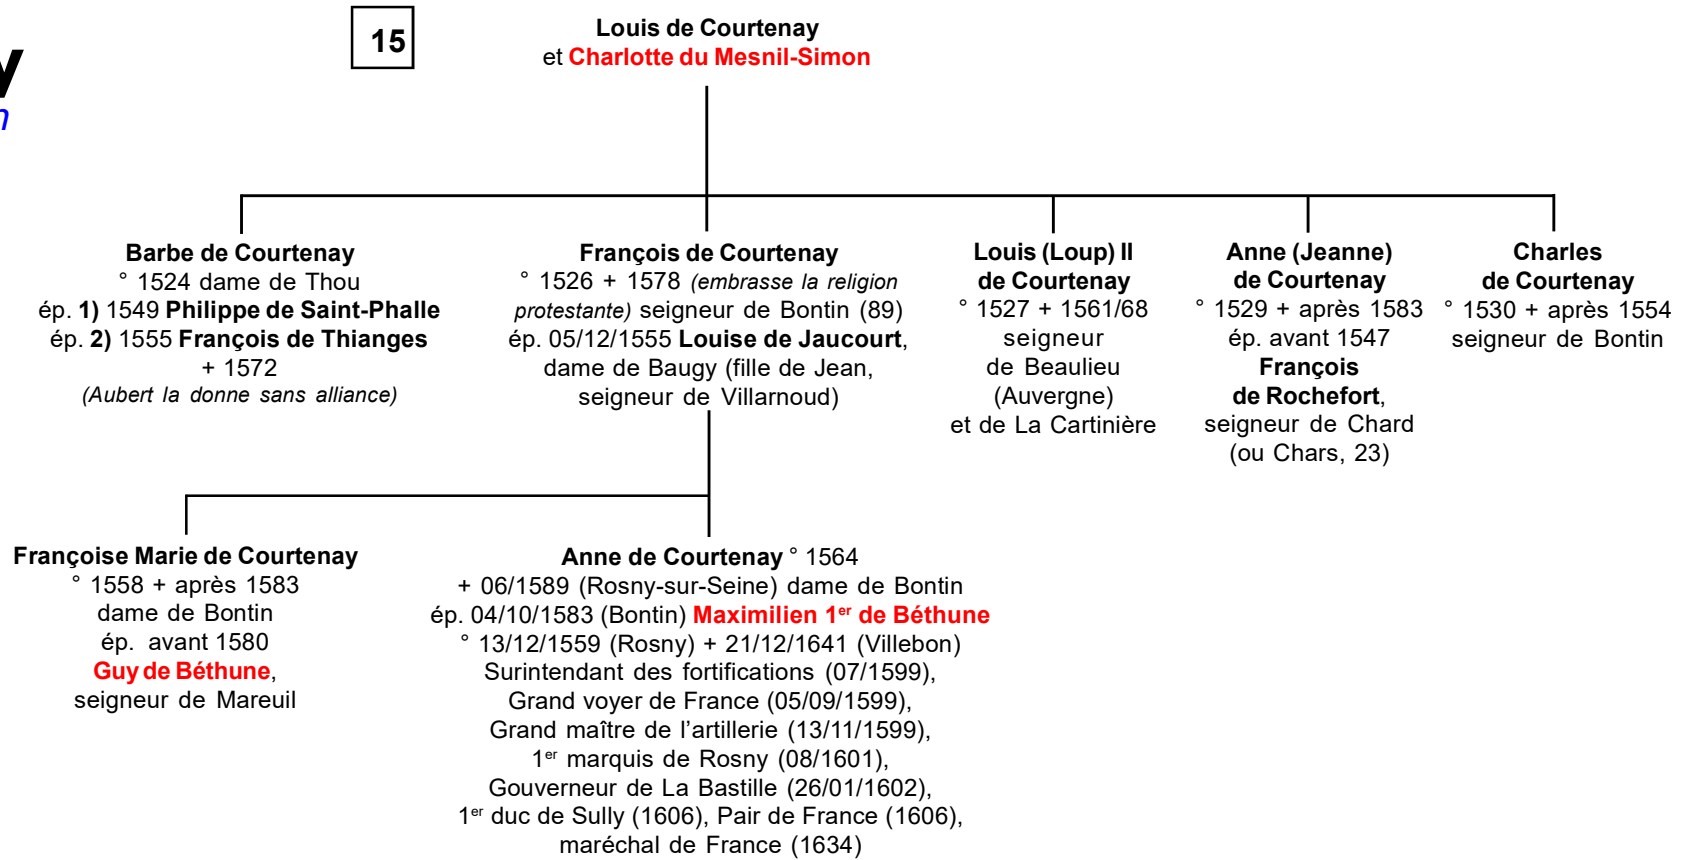 y
n
15
Louis de Courtenay
et Charlotte du Mesnil-Simon
Barbe de Courtenay
° 1524 dame de Thou
ép. 1) 1549 Philippe de Saint-Phalle
ép. 2) 1555 François de Thianges
+ 1572
(Aubert la donne sans alliance)
François de Courtenay
° 1526 + 1578 (embrasse la religion
protestante) seigneur de Bontin (89)
ép. 05/12/1555 Louise de Jaucourt,
dame de Baugy (fille de Jean,
seigneur de Villarnoud)
Louis (Loup) II
de Courtenay
° 1527 + 1561/68
seigneur
de Beaulieu
(Auvergne)
et de La Cartinière
Anne (Jeanne)
de Courtenay
° 1529 + après 1583
ép. avant 1547
François
de Rochefort,
seigneur de Chard
(ou Chars, 23)
Charles
de Courtenay
° 1530 + après 1554
seigneur de Bontin
Françoise Marie de Courtenay
° 1558 + après 1583
dame de Bontin
ép. avant 1580
Guy de Béthune,
seigneur de Mareuil
Anne de Courtenay ° 1564
+ 06/1589 (Rosny-sur-Seine) dame de Bontin
ép. 04/10/1583 (Bontin) Maximilien 1er de Béthune
° 13/12/1559 (Rosny) + 21/12/1641 (Villebon)
Surintendant des fortifications (07/1599),
Grand voyer de France (05/09/1599),
Grand maître de l’artillerie (13/11/1599),
1er marquis de Rosny (08/1601),
Gouverneur de La Bastille (26/01/1602),
1er duc de Sully (1606), Pair de France (1606),
maréchal de France (1634)